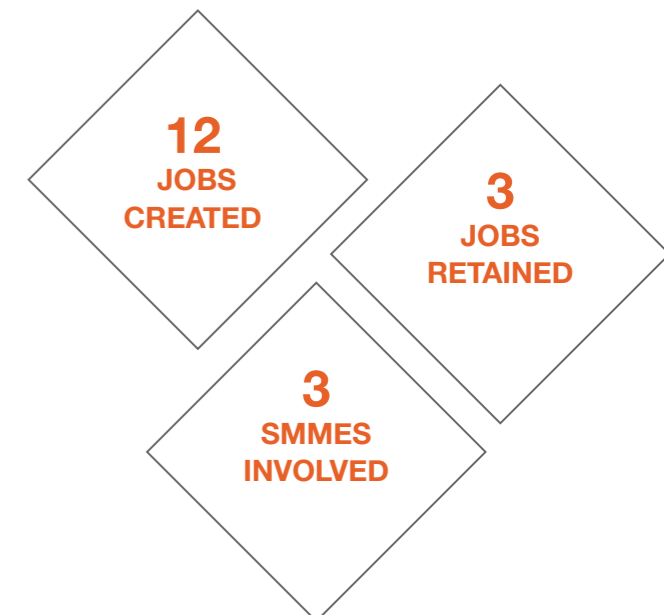 12
JOBS
CREATED
3
JOBS
RETAINED
3
SMMES
INVOLVED